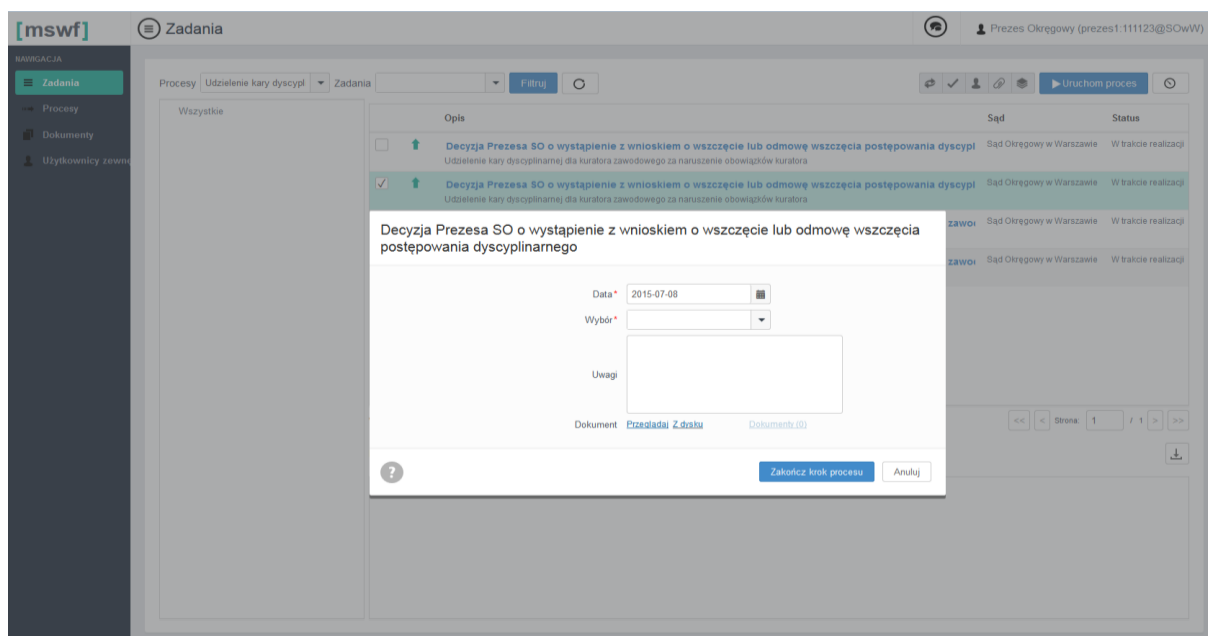 [mswf]
Zadania
Prezes Okręgowy (prezes1:111123@SOwW)
NAWIGACJA
Zadania
Procesy
Dokumenty
Użytkownicy zewnę
Procesy Udzielenie kary dyscypl Zadania Filtruj Uruchom proces
Wszystkie
Opis Sąd Status
Decyzja Prezesa SO o wystąpienie z wnioskiem o wszczęcie lub odmowę wszczęcia postępowania dyscypl Sąd Okręgowy w Warszawie W trakcie realizacji
Udzielenie kary dyscyplinarnej dla kuratora zawodowego za naruszenie obowiązków kuratora
Decyzja Prezesa SO o wystąpienie z wnioskiem o wszczęcie lub odmowę wszczęcia postępowania dyscypl Sąd Okręgowy w Warszawie W trakcie realizacji
Udzielenie kary dyscyplinarnej dla kuratora zawodowego za naruszenie obowiązków kuratora
zawo Sąd Okręgowy w Warszawie W trakcie realizacji
zawo Sąd Okręgowy w Warszawie W trakcie realizacji
Decyzja Prezesa SO o wystąpienie z wnioskiem o wszczęcie lub odmowę wszczęcia
postępowania dyscyplinarnego
Data* 2015-07-08
Wybór*
Uwagi
Dokument Przeglądaj Z dysku Dokumenty (0)
<< < Strona: 1 / 1 > >>
? Zakończ krok procesu Anuluj